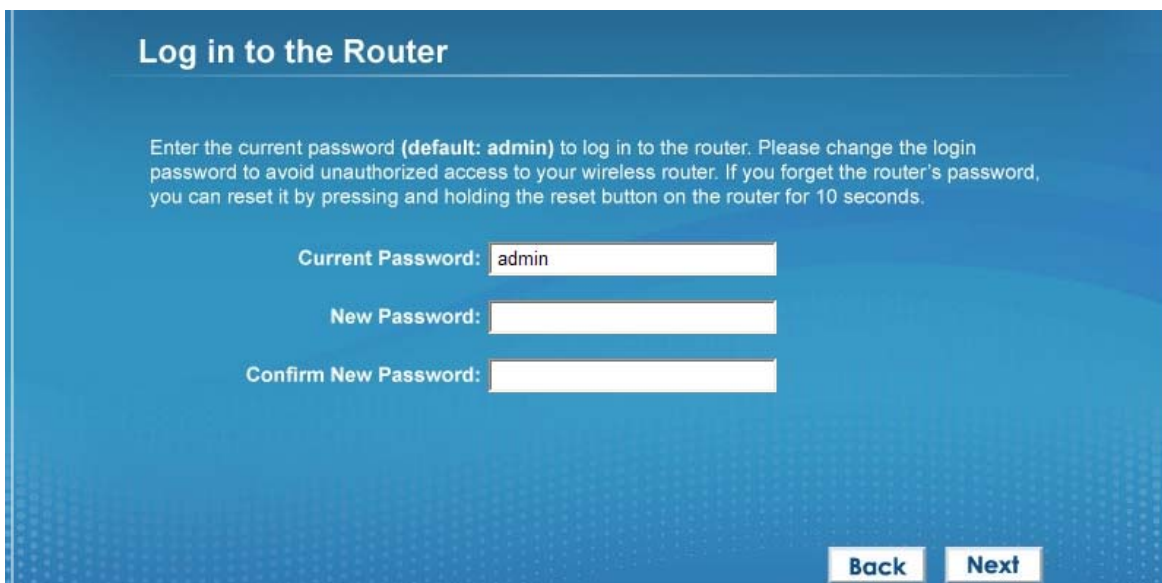 Log in to the Router
Enter the current password (default: admin) to log in to the router. Please change the login
password to avoid unauthorized access to your wireless router. If you forget the router's password,
you can reset it by pressing and holding the reset button on the router for 10 seconds.
Current Password: admin
New Password:
Confirm New Password:
Back Next